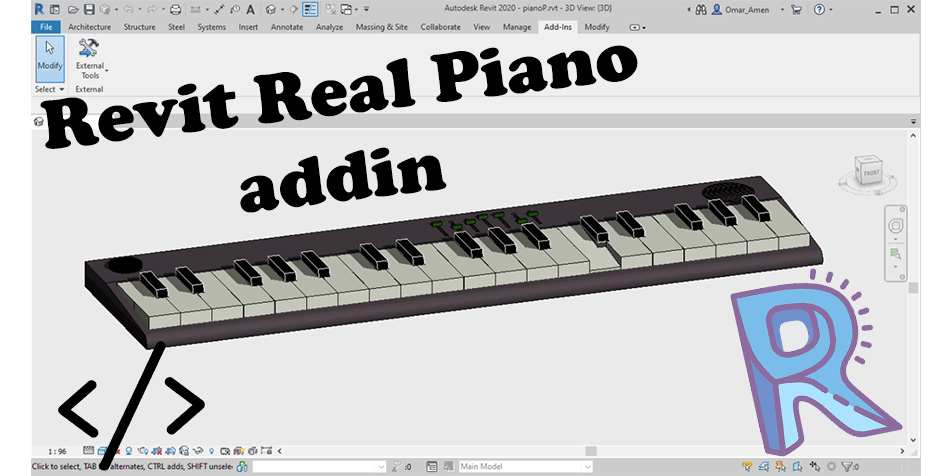 Autodesk Revit 2020 - pianoP.rvt - 3D View: {3D}
Omar_Amen
File Architecture Structure Steel Systems Insert Annotate Analyze Massing & Site Collaborate View Manage Add-Ins Modify
Modify
External
Tools
Select
External
Revit Real Piano
addin
FRONT
</>
R
1 : 96
Click to select, TAB alternates, CTRL adds, SHIFT unsele
:0
Main Model
:0